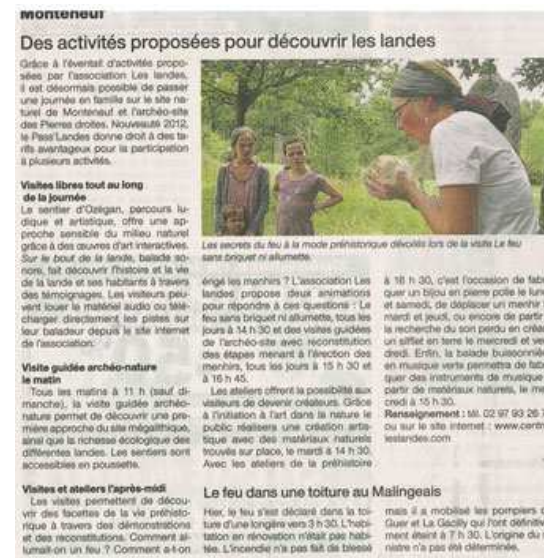 Monteneuf
Des activités proposées pour découvrir les landes
Grâce à l'éventail d'activités propo-
sées par l'association Les landes,
il est désormais possible de passer
une journée en famille sur le site na-
turel de Monteneuf et l'archéo-site
des Pierres droites. Nouveauté 2012,
le Pass'Landes donne droit à des ta-
rifs avantageux pour la participation
à plusieurs activités.
Visites libres tout au long
de la journée
Le sentier d'Ozégan, parcours lu-
dique et artistique, offre une ap-
proche sensible du milieu naturel
grâce à des œuvres d'art interactives.
Sur le bout de la lande, balade so-
nore, fait découvrir l'histoire et la vie
de la lande et ses habitants à travers
des témoignages. Les visiteurs peu-
vent louer le matériel audio ou télé-
charger directement les pistes sur
leur baladeur depuis le site internet
de l'association.
Visite guidée archéo-nature
le matin
Tous les matins à 11 h (sauf di-
manche), la visite guidée archéo-
nature permet de découvrir une pre-
mière approche du site mégalithique,
ainsi que la richesse écologique des
différentes landes. Les sentiers sont
accessibles en poussette.
Visites et ateliers l'après-midi
Les visites permettent de décou-
vrir des facettes de la vie préhisto-
rique à travers des démonstrations
et des reconstitutions. Comment al-
lumait-on un feu ? Comment a-t-on
Les secrets du feu à la mode préhistorique dévoilés lors de la visite Le feu
sans briquet ni allumette.
érigé les menhirs ? L'association Les
landes propose deux animations
pour répondre à ces questions : Le
feu sans briquet ni allumette, tous les
jours à 14 h 30 et des visites guidées
de l'archéo-site avec reconstitution
des étapes menant à l'érection des
menhirs, tous les jours à 15 h 30 et
à 16 h 45.
Les ateliers offrent la possibilité aux
visiteurs de devenir créateurs. Grâce
à l'initiation à l'art dans la nature le
public réalisera une création artis-
tique avec des matériaux naturels
trouvés sur place, le mardi à 14 h 30.
Avec les ateliers de la préhistoire
à 16 h 30, c'est l'occasion de fabri
quer un bijou en pierre polie le lun
et samedi, de déplacer un menhir
mardi et jeudi, ou encore de partir
la recherche du son perdu en créa
un sifflet en terre le mercredi et ve
dredi. Enfin, la balade buissonniè
en musique verte permettra de fab
quer des instruments de musique
partir de matériaux naturels, le me
credi à 15 h 30.
Renseignement : tél. 02 97 93 26 7
ou sur le site internet : www.centre
leslandes.com
Le feu dans une toiture au Malingeais
Hier, le feu s'est déclaré dans la toi-
ture d'une longère vers 3 h 30. L'habi-
tation en rénovation n'était pas habi-
tée. L'incendie n'a pas fait de blessé
mais il a mobilisé les pompiers d
Guer et La Gacilly qui l'ont définitive
ment éteint à 7 h 30. L'origine du
nistre n'a pas été déterminée.